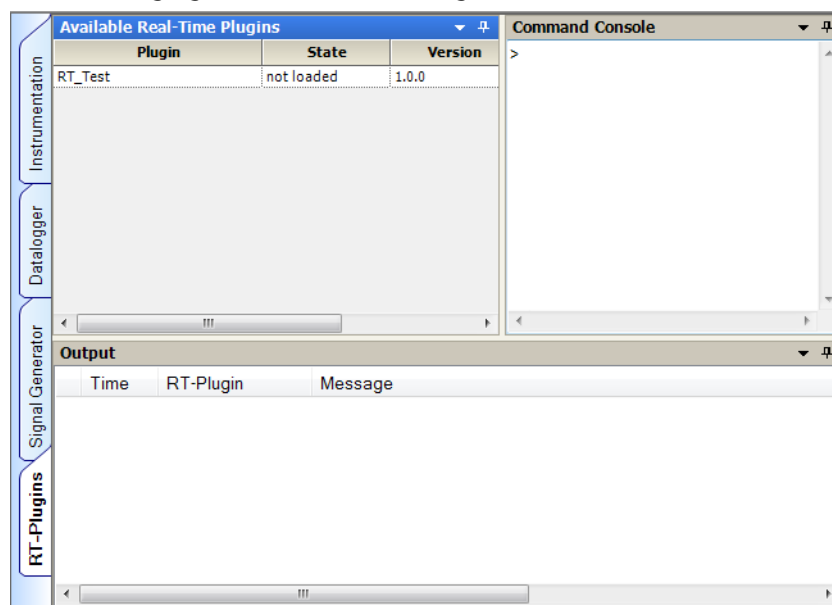 Available Real-Time Plugins
Plugin State Version
RT_Test not loaded 1.0.0
Command Console
>
Output
Time RT-Plugin Message
Instrumentation
Datalogger
Signal Generator
RT-Plugins